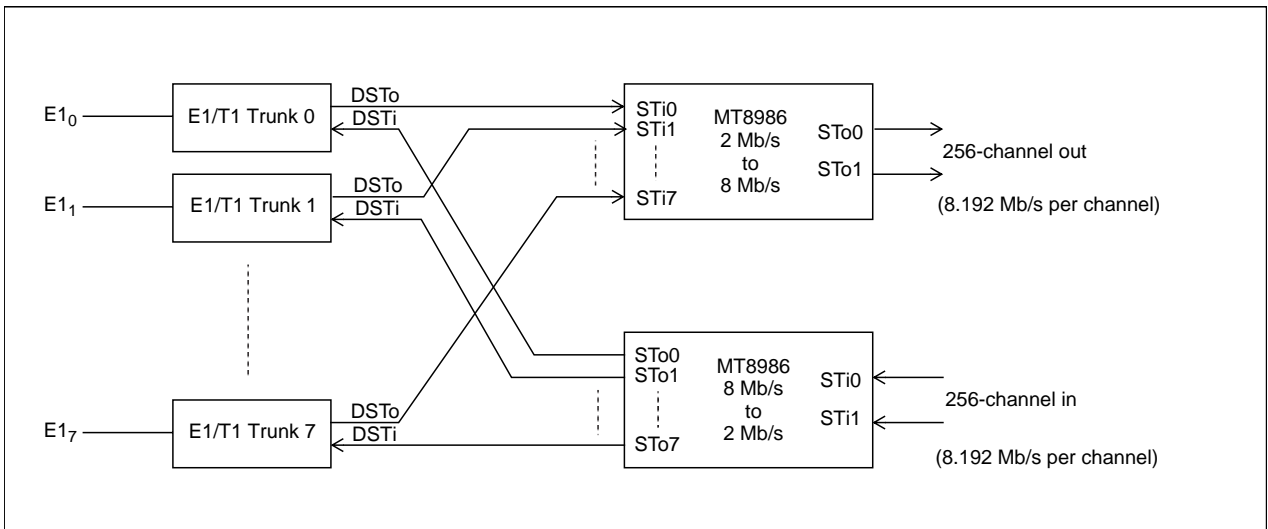 E1₀
E1/T1 Trunk 0
DSTo
DSTi
E1₁
E1/T1 Trunk 1
DSTo
DSTi
E1₇
E1/T1 Trunk 7
DSTo
DSTi
STi0
STi1
STi7
MT8986
2 Mb/s
to
8 Mb/s
STo0
STo1
256-channel out
(8.192 Mb/s per channel)
STo0
STo1
STo7
MT8986
8 Mb/s
to
2 Mb/s
STi0
STi1
256-channel in
(8.192 Mb/s per channel)